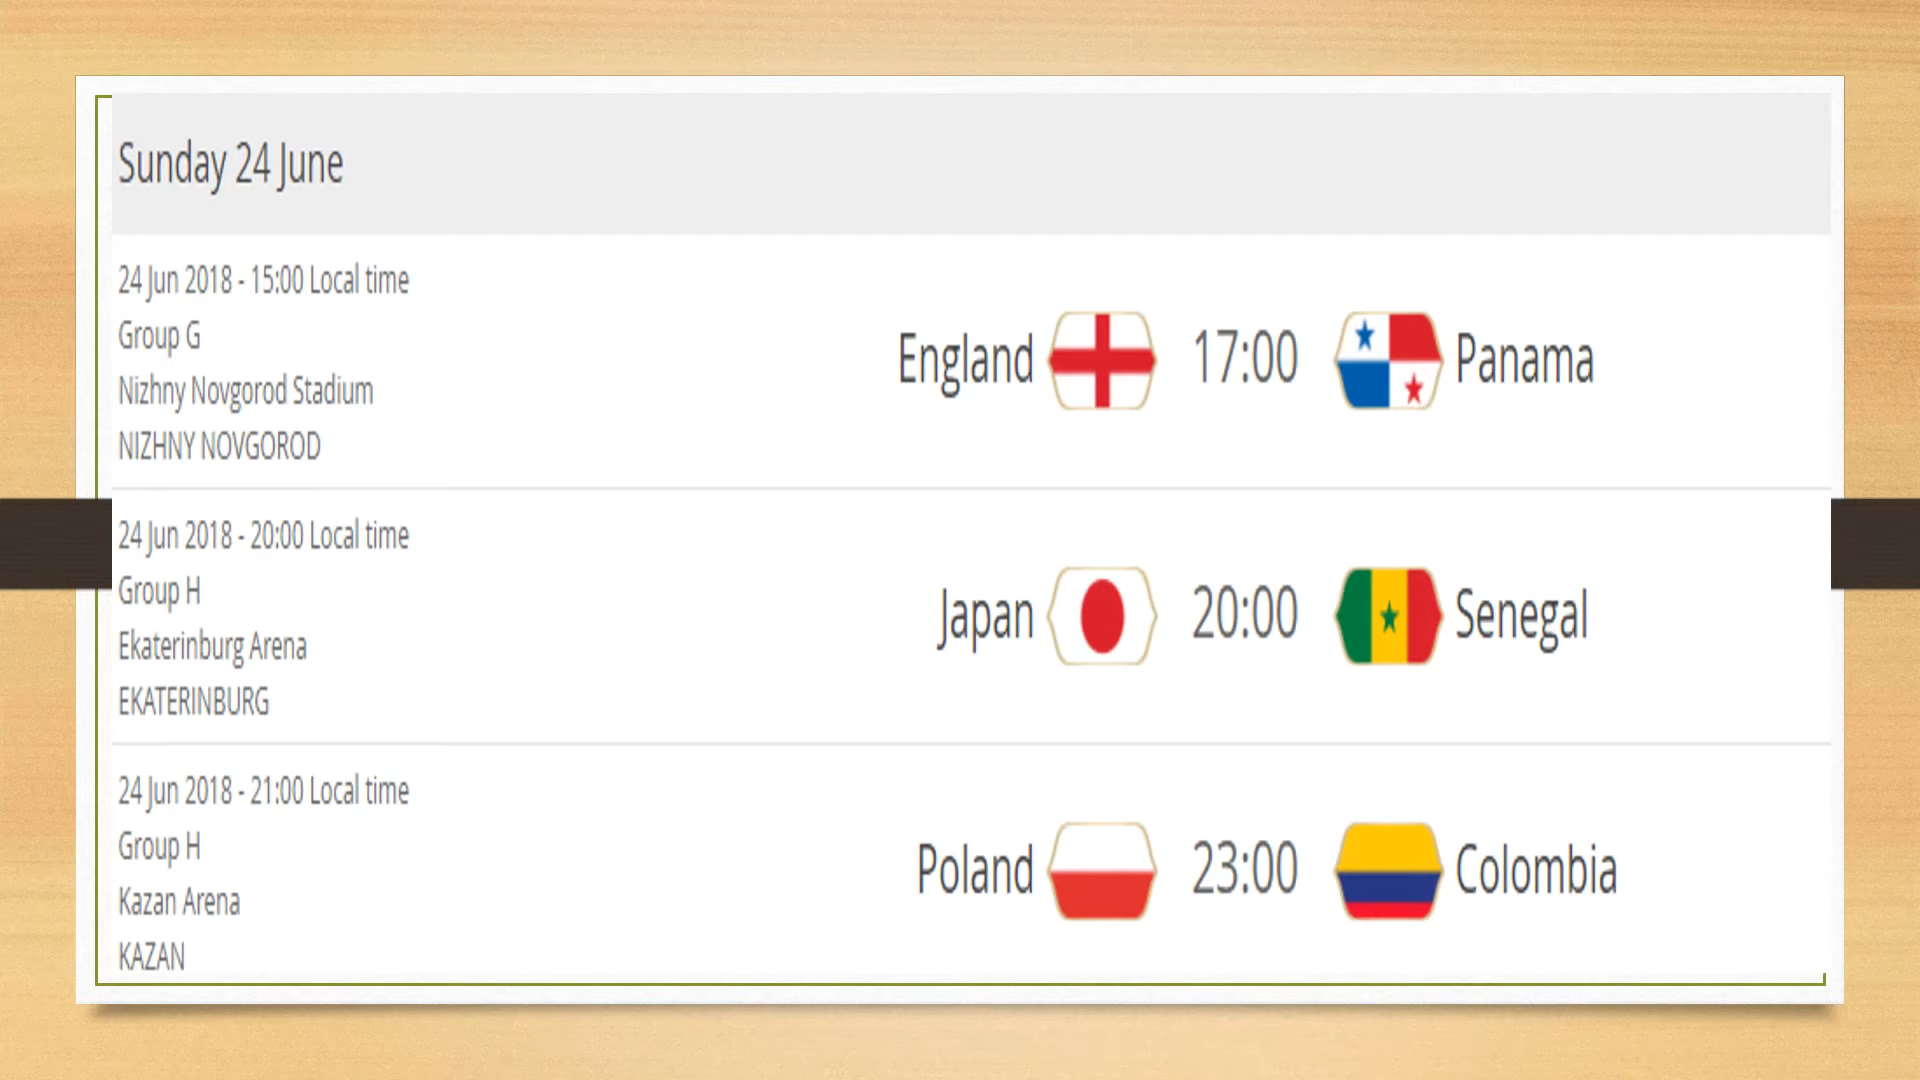 Sunday 24 June
24 Jun 2018 - 15:00 Local time
Group G
Nizhny Novgorod Stadium
NIZHNY NOVGOROD
England 17:00 Panama
24 Jun 2018 - 20:00 Local time
Group H
Ekaterinburg Arena
EKATERINBURG
Japan 20:00 Senegal
24 Jun 2018 - 21:00 Local time
Group H
Kazan Arena
KAZAN
Poland 23:00 Colombia